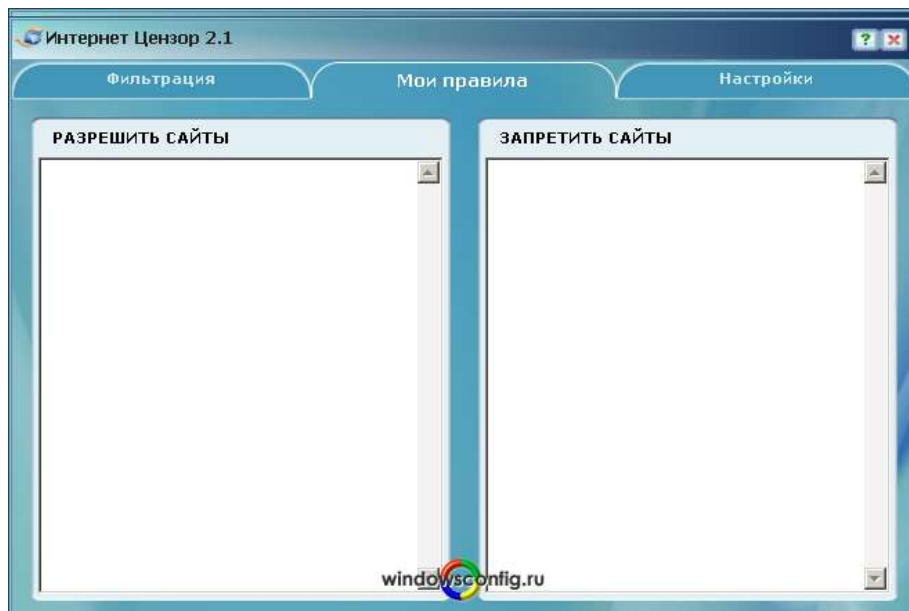 Интернет Цензор 2.1
Фильтрация
Мои правила
Настройки
РАЗРЕШИТЬ САЙТЫ
ЗАПРЕТИТЬ САЙТЫ
windowsconfig.ru